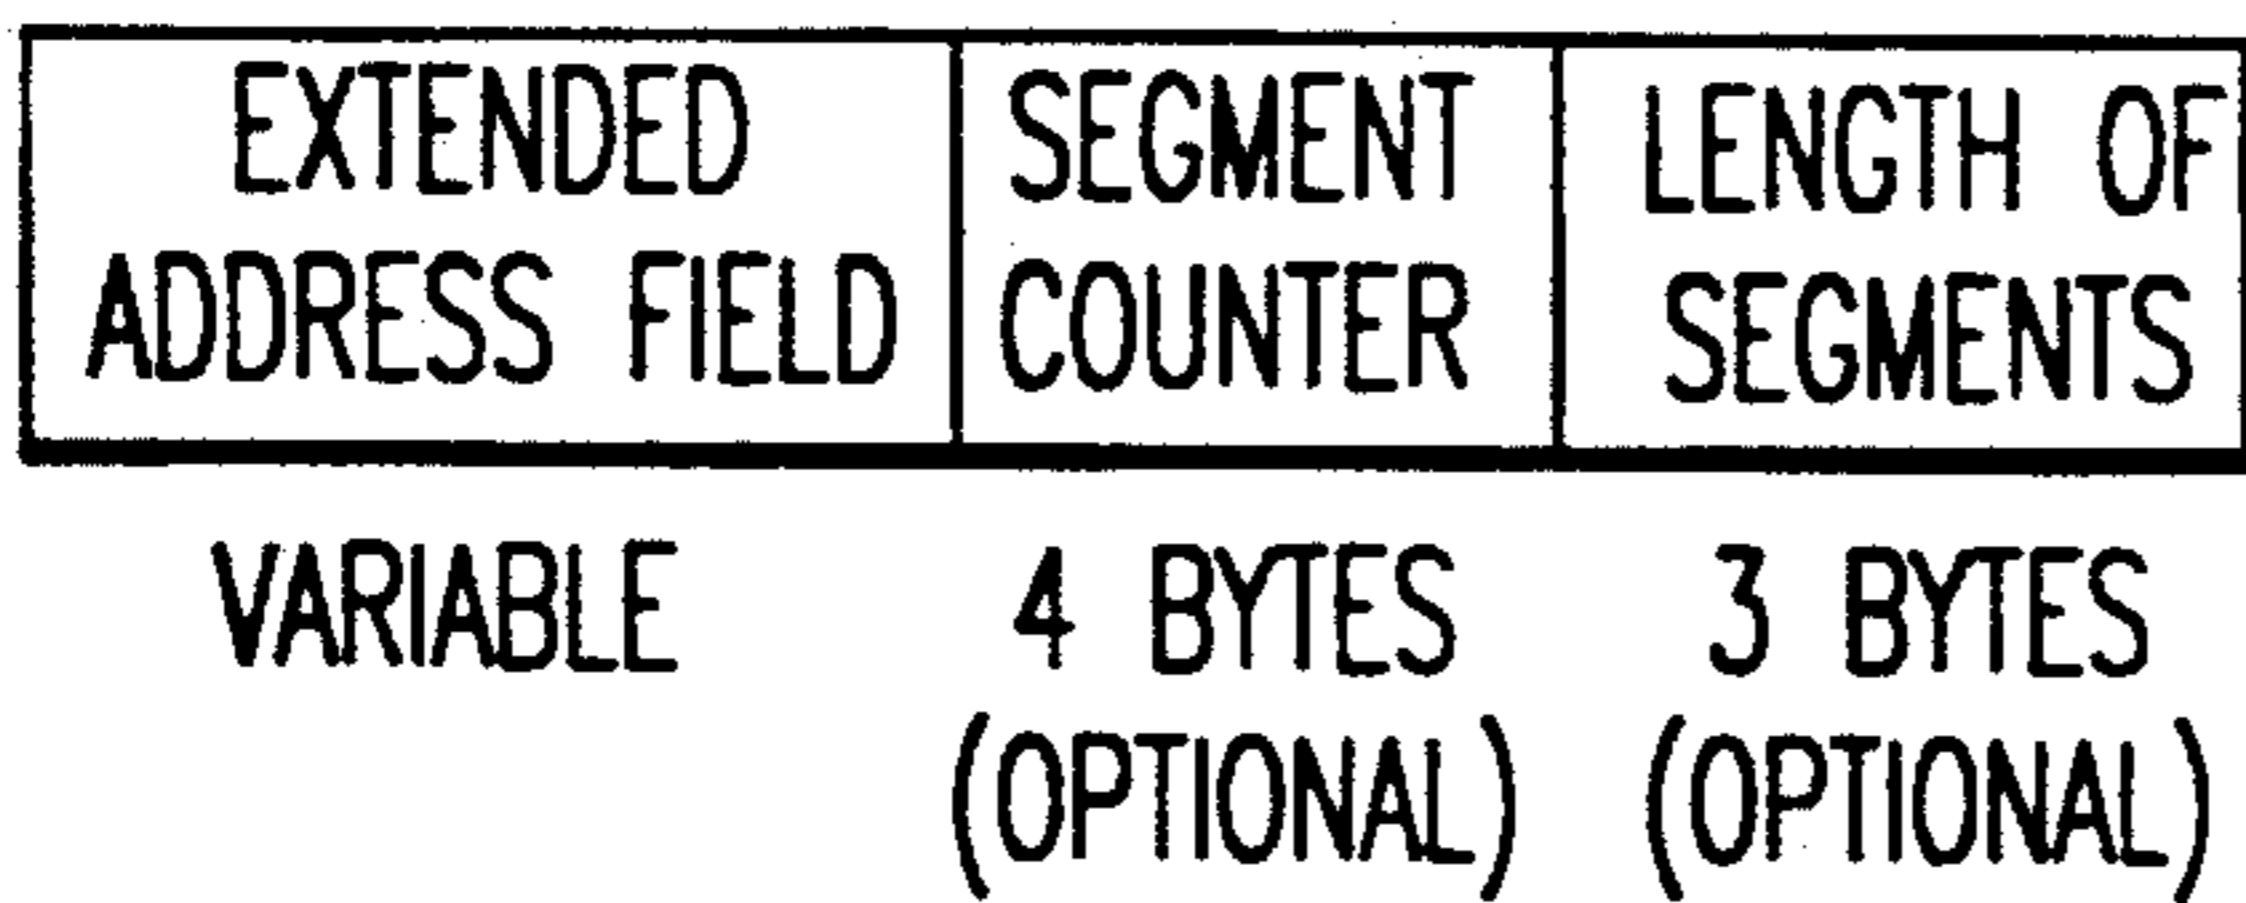 EXTENDED
ADDRESS FIELD
SEGMENT
COUNTER
LENGTH OF
SEGMENTS
VARIABLE
4 BYTES
(OPTIONAL)
3 BYTES
(OPTIONAL)